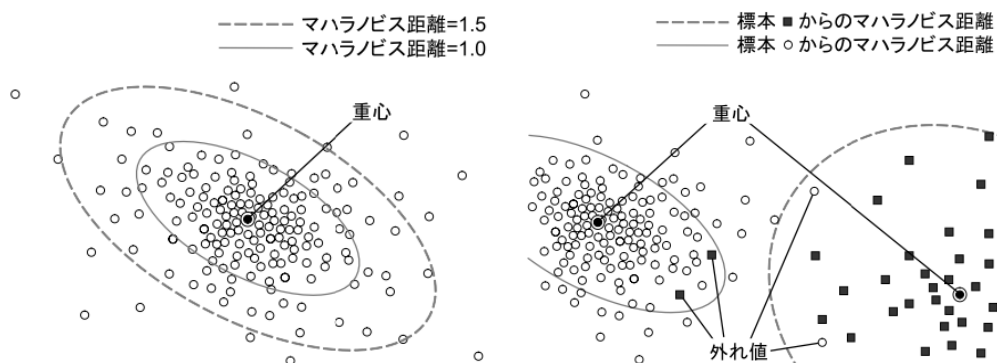 マハラノビス距離=1.5
マハラノビス距離=1.0
重心
標本 ■ からのマハラノビス距離
標本 ○ からのマハラノビス距離
重心
外れ値